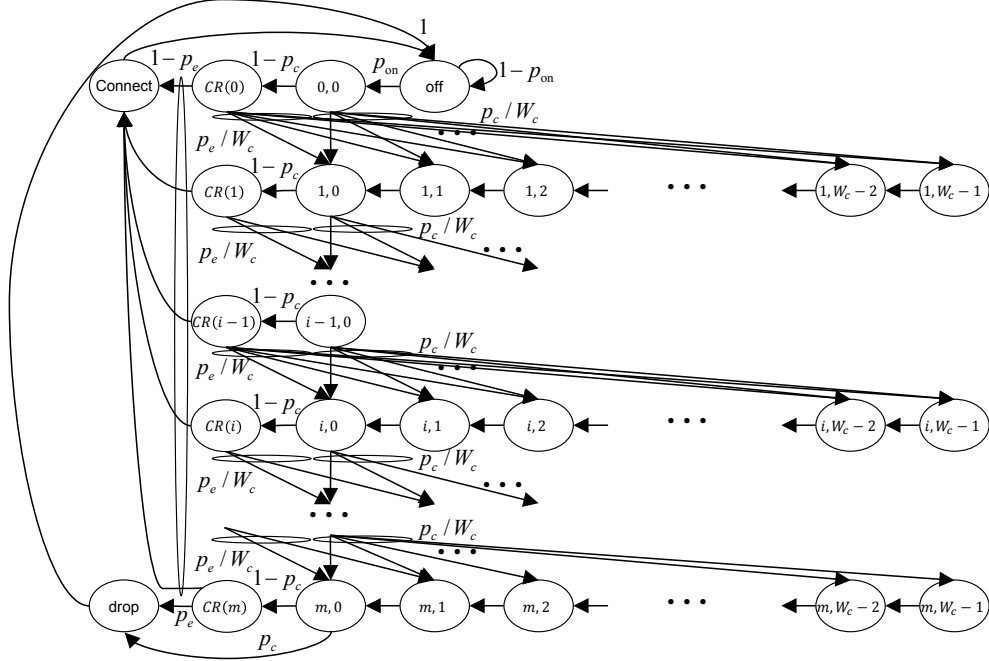 1
Connect
1 − p_e
CR(0)
1 − p_c
0, 0
p_on
off
1 − p_on
p_e / W_c
p_c / W_c
• • •
CR(1)
1 − p_c
1, 0
1, 1
1, 2
• • •
1, W_c − 2
1, W_c − 1
p_e / W_c
p_c / W_c
• • •
• • •
CR(i − 1)
1 − p_c
i − 1, 0
p_e / W_c
p_c / W_c
• • •
CR(i)
1 − p_c
i, 0
i, 1
i, 2
• • •
i, W_c − 2
i, W_c − 1
p_e / W_c
p_c / W_c
• • •
• • •
p_e / W_c
p_c / W_c
• • •
drop
p_e
CR(m)
1 − p_c
m, 0
m, 1
m, 2
• • •
m, W_c − 2
m, W_c − 1
p_c